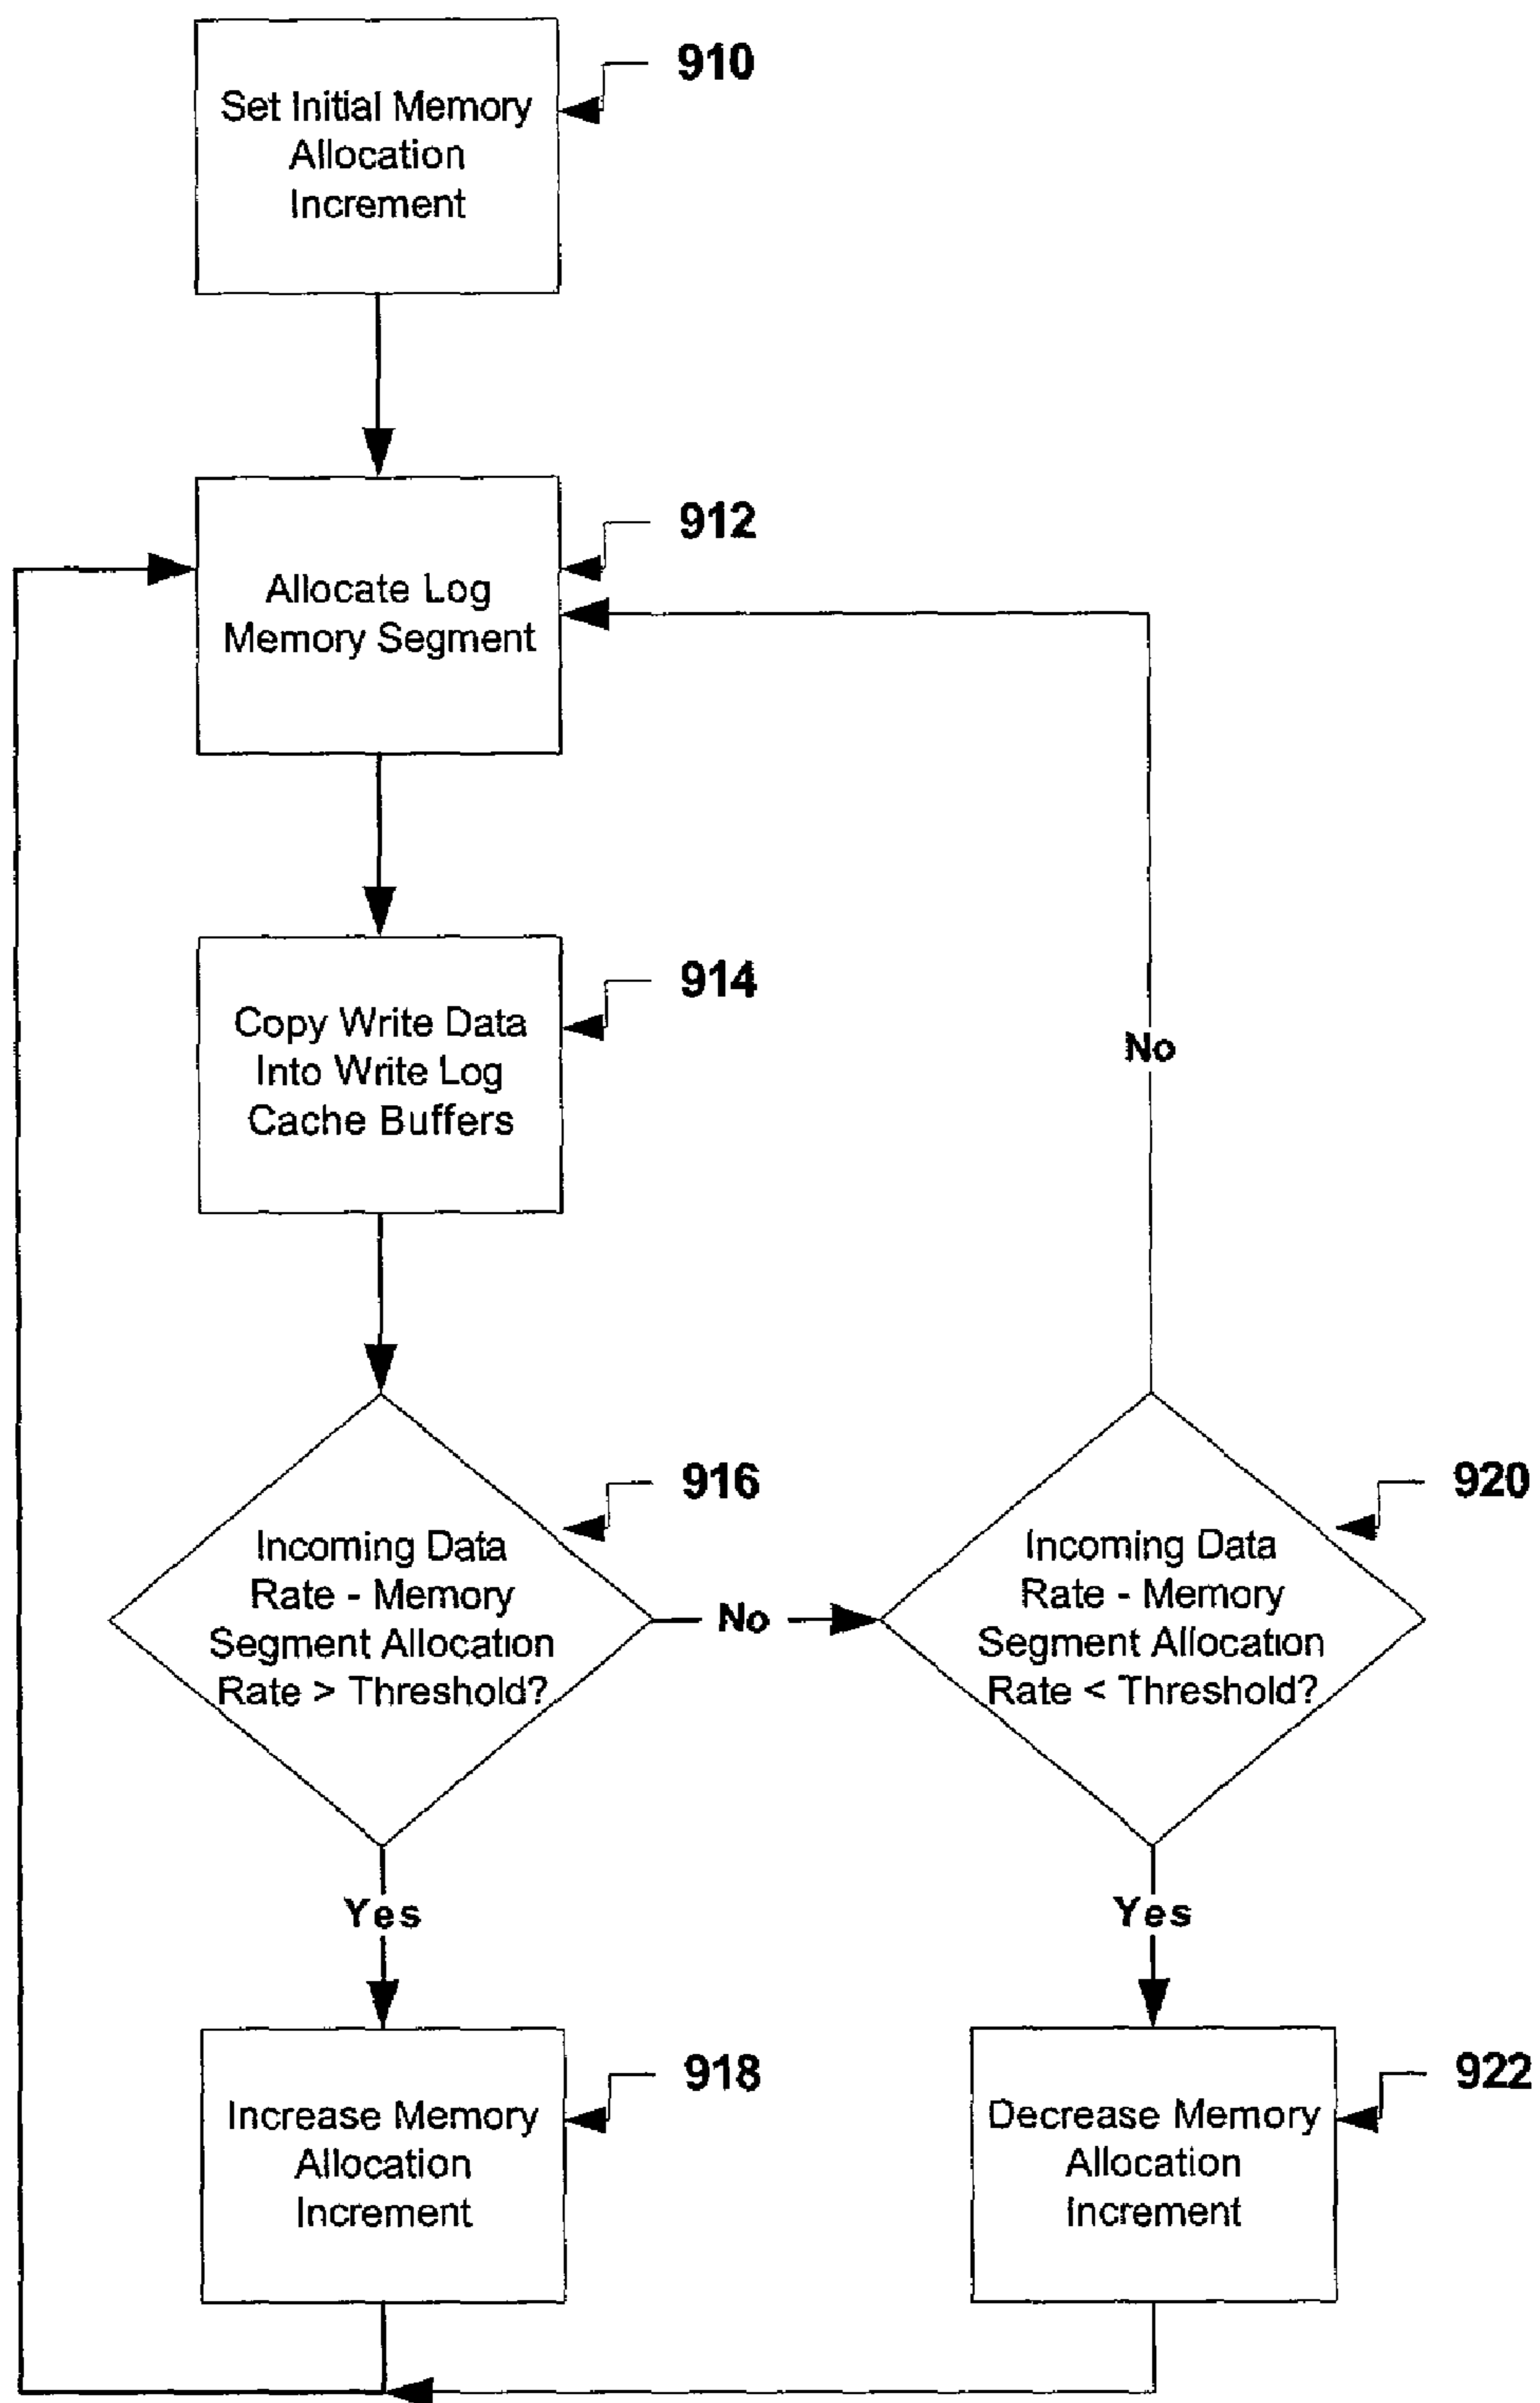 910
Set Initial Memory
Allocation
Increment
912
Allocate Log
Memory Segment
914
Copy Write Data
Into Write Log
Cache Buffers
No
916
Incoming Data
Rate - Memory
Segment Allocation
Rate > Threshold?
No
920
Incoming Data
Rate - Memory
Segment Allocation
Rate < Threshold?
Yes
Yes
918
Increase Memory
Allocation
Increment
922
Decrease Memory
Allocation
Increment